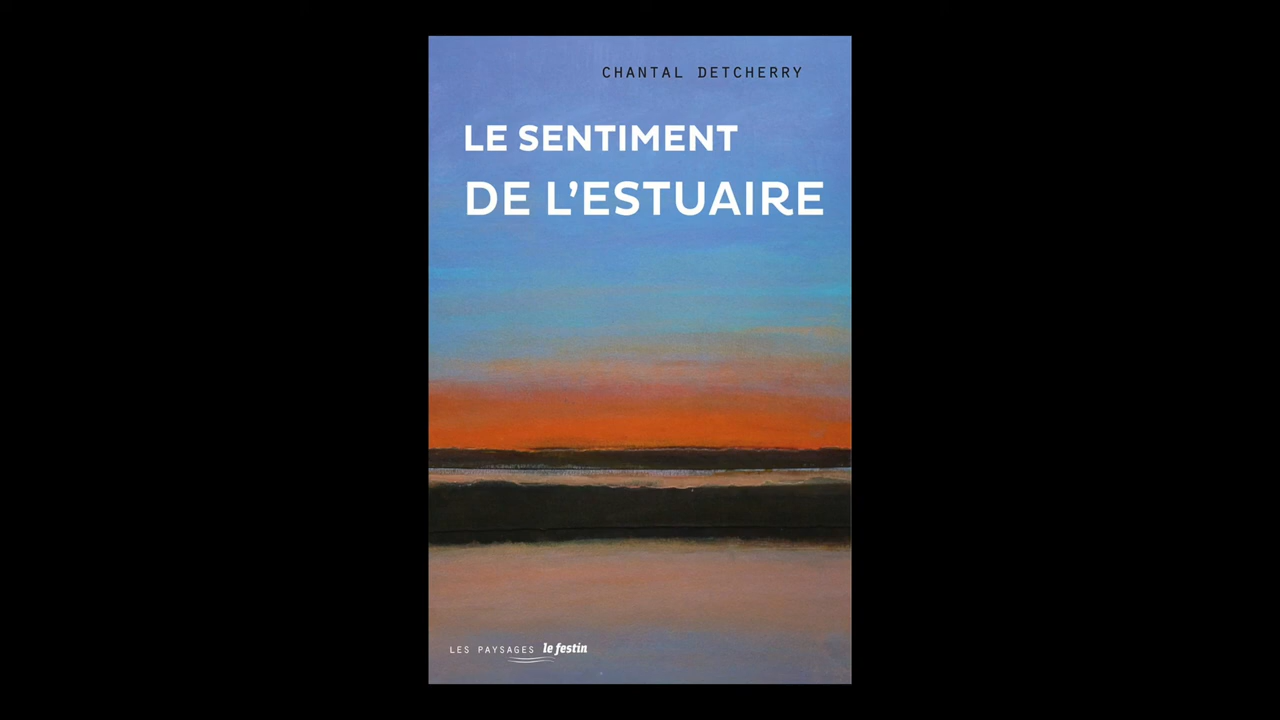 CHANTAL DETCHERRY
LE SENTIMENT
DE L'ESTUAIRE
LES PAYSAGES le festin